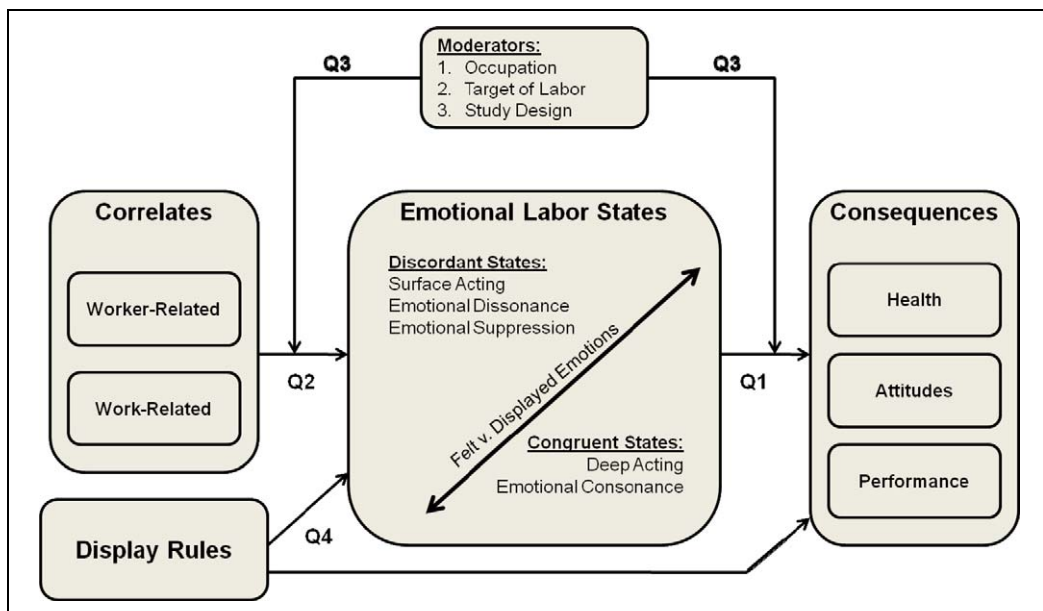 Moderators:
1. Occupation
2. Target of Labor
3. Study Design
Q3
Q3
Correlates
Worker-Related
Work-Related
Q2
Emotional Labor States
Discordant States:
Surface Acting
Emotional Dissonance
Emotional Suppression
Felt v. Displayed Emotions
Congruent States:
Deep Acting
Emotional Consonance
Q1
Consequences
Health
Attitudes
Performance
Display Rules
Q4